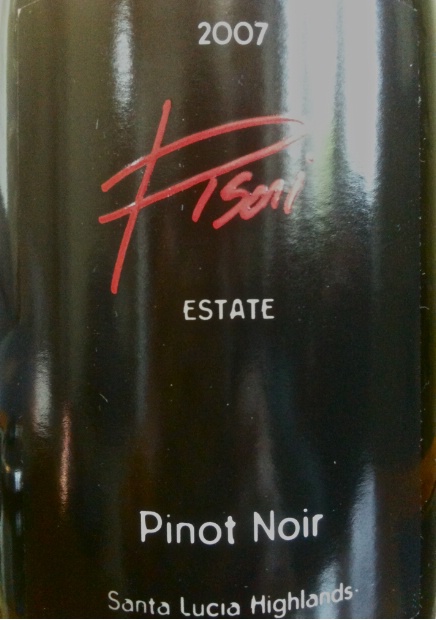 2007
Pisoni
ESTATE
Pinot Noir
Santa Lucia Highlands